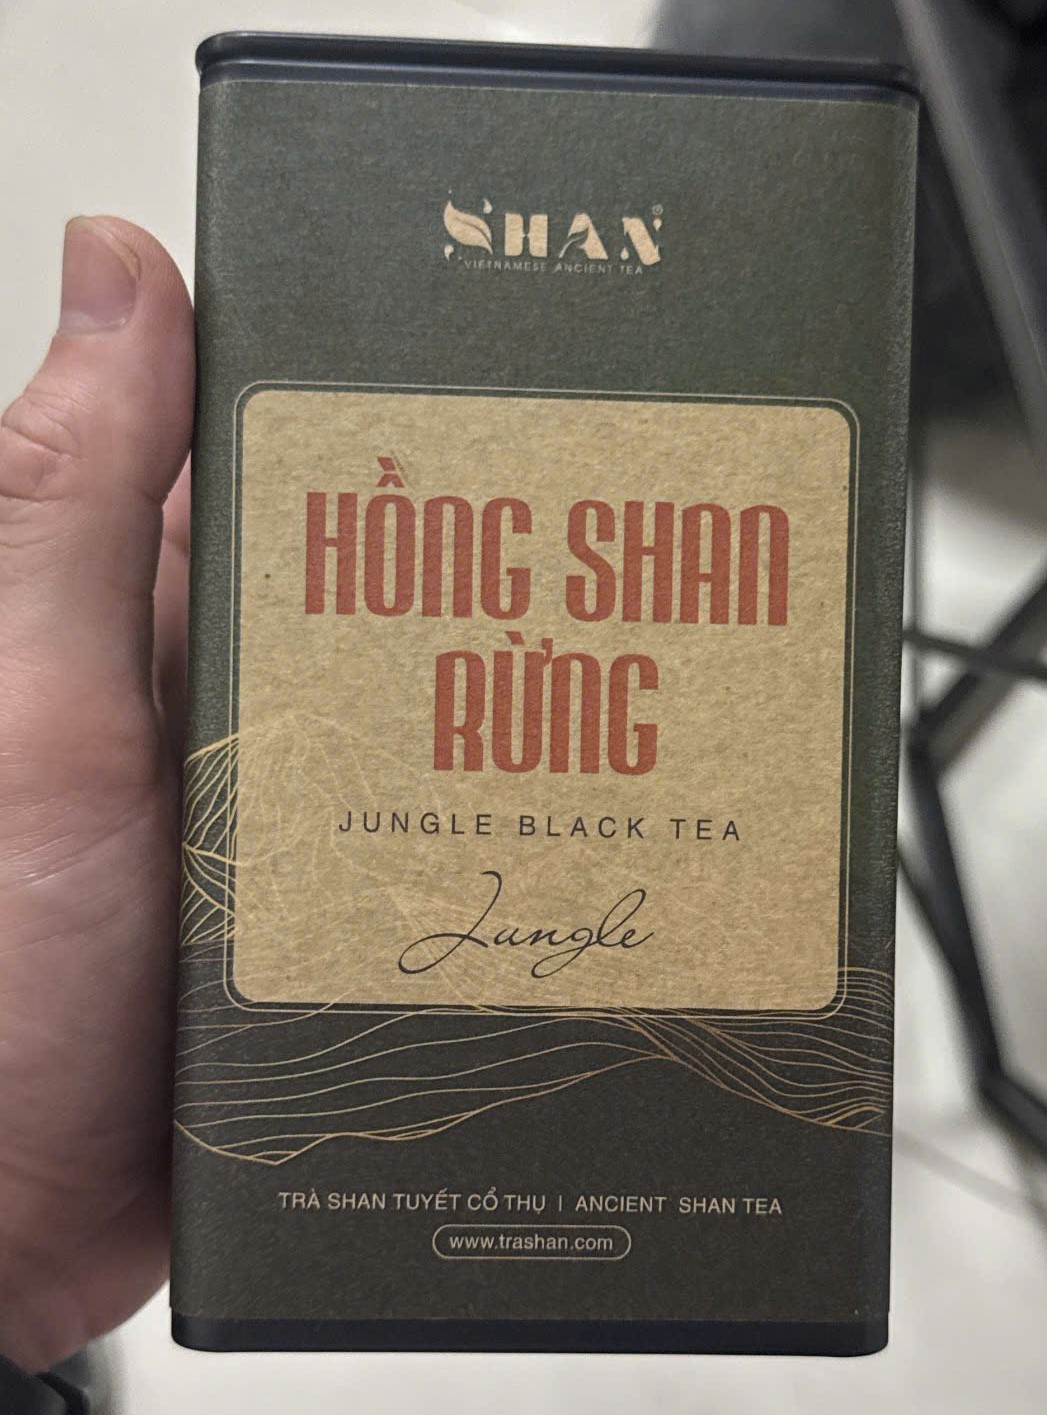 SHAN®
VIETNAMESE ANCIENT TEA
HỒNG SHAN
RỪNG
JUNGLE BLACK TEA
Jungle
TRÀ SHAN TUYẾT CỔ THỤ | ANCIENT SHAN TEA
www.trashan.com